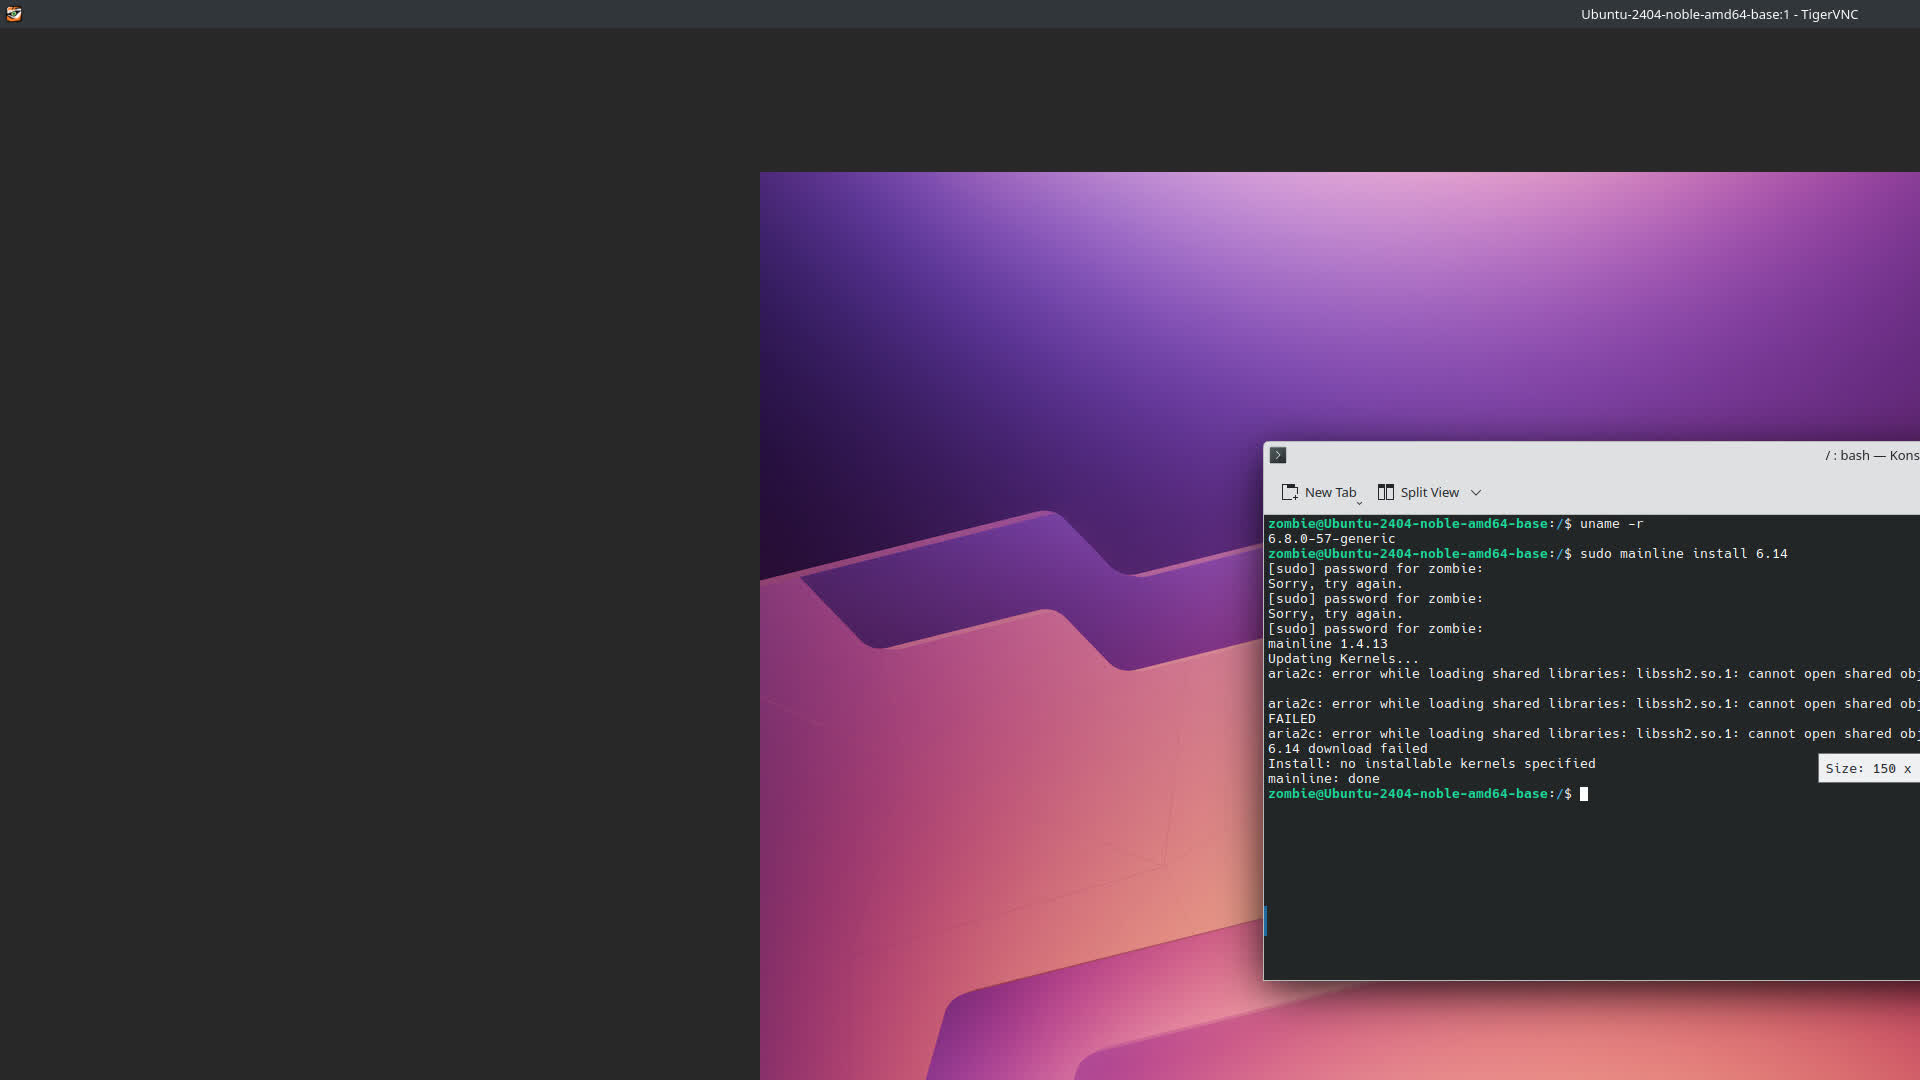 Ubuntu-2404-noble-amd64-base:1 - TigerVNC
/ : bash — Kons
New Tab
Split View
zombie@Ubuntu-2404-noble-amd64-base:/$ uname -r
6.8.0-57-generic
zombie@Ubuntu-2404-noble-amd64-base:/$ sudo mainline install 6.14
[sudo] password for zombie:
Sorry, try again.
[sudo] password for zombie:
Sorry, try again.
[sudo] password for zombie:
mainline 1.4.13
Updating Kernels...
aria2c: error while loading shared libraries: libssh2.so.1: cannot open shared obj
aria2c: error while loading shared libraries: libssh2.so.1: cannot open shared obj
FAILED
aria2c: error while loading shared libraries: libssh2.so.1: cannot open shared obj
6.14 download failed
Install: no installable kernels specified
Size: 150 x
mainline: done
zombie@Ubuntu-2404-noble-amd64-base:/$